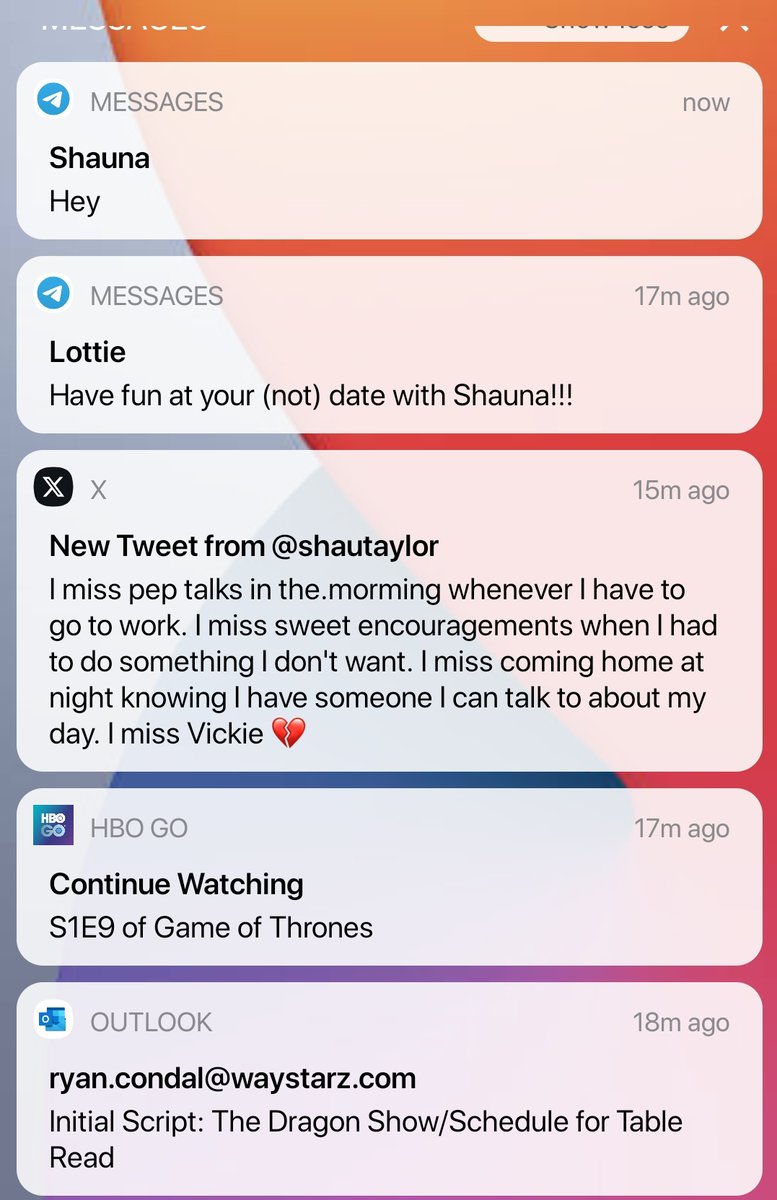 MESSAGES
Show less
MESSAGES
now
Shauna
Hey
MESSAGES
17m ago
Lottie
Have fun at your (not) date with Shauna!!!
X
15m ago
New Tweet from @shautaylor
I miss pep talks in the.morming whenever I have to
go to work. I miss sweet encouragements when I had
to do something I don't want. I miss coming home at
night knowing I have someone I can talk to about my
day. I miss Vickie 💔
HBO
GO
HBO GO
17m ago
Continue Watching
S1E9 of Game of Thrones
OUTLOOK
18m ago
ryan.condal@waystarz.com
Initial Script: The Dragon Show/Schedule for Table
Read